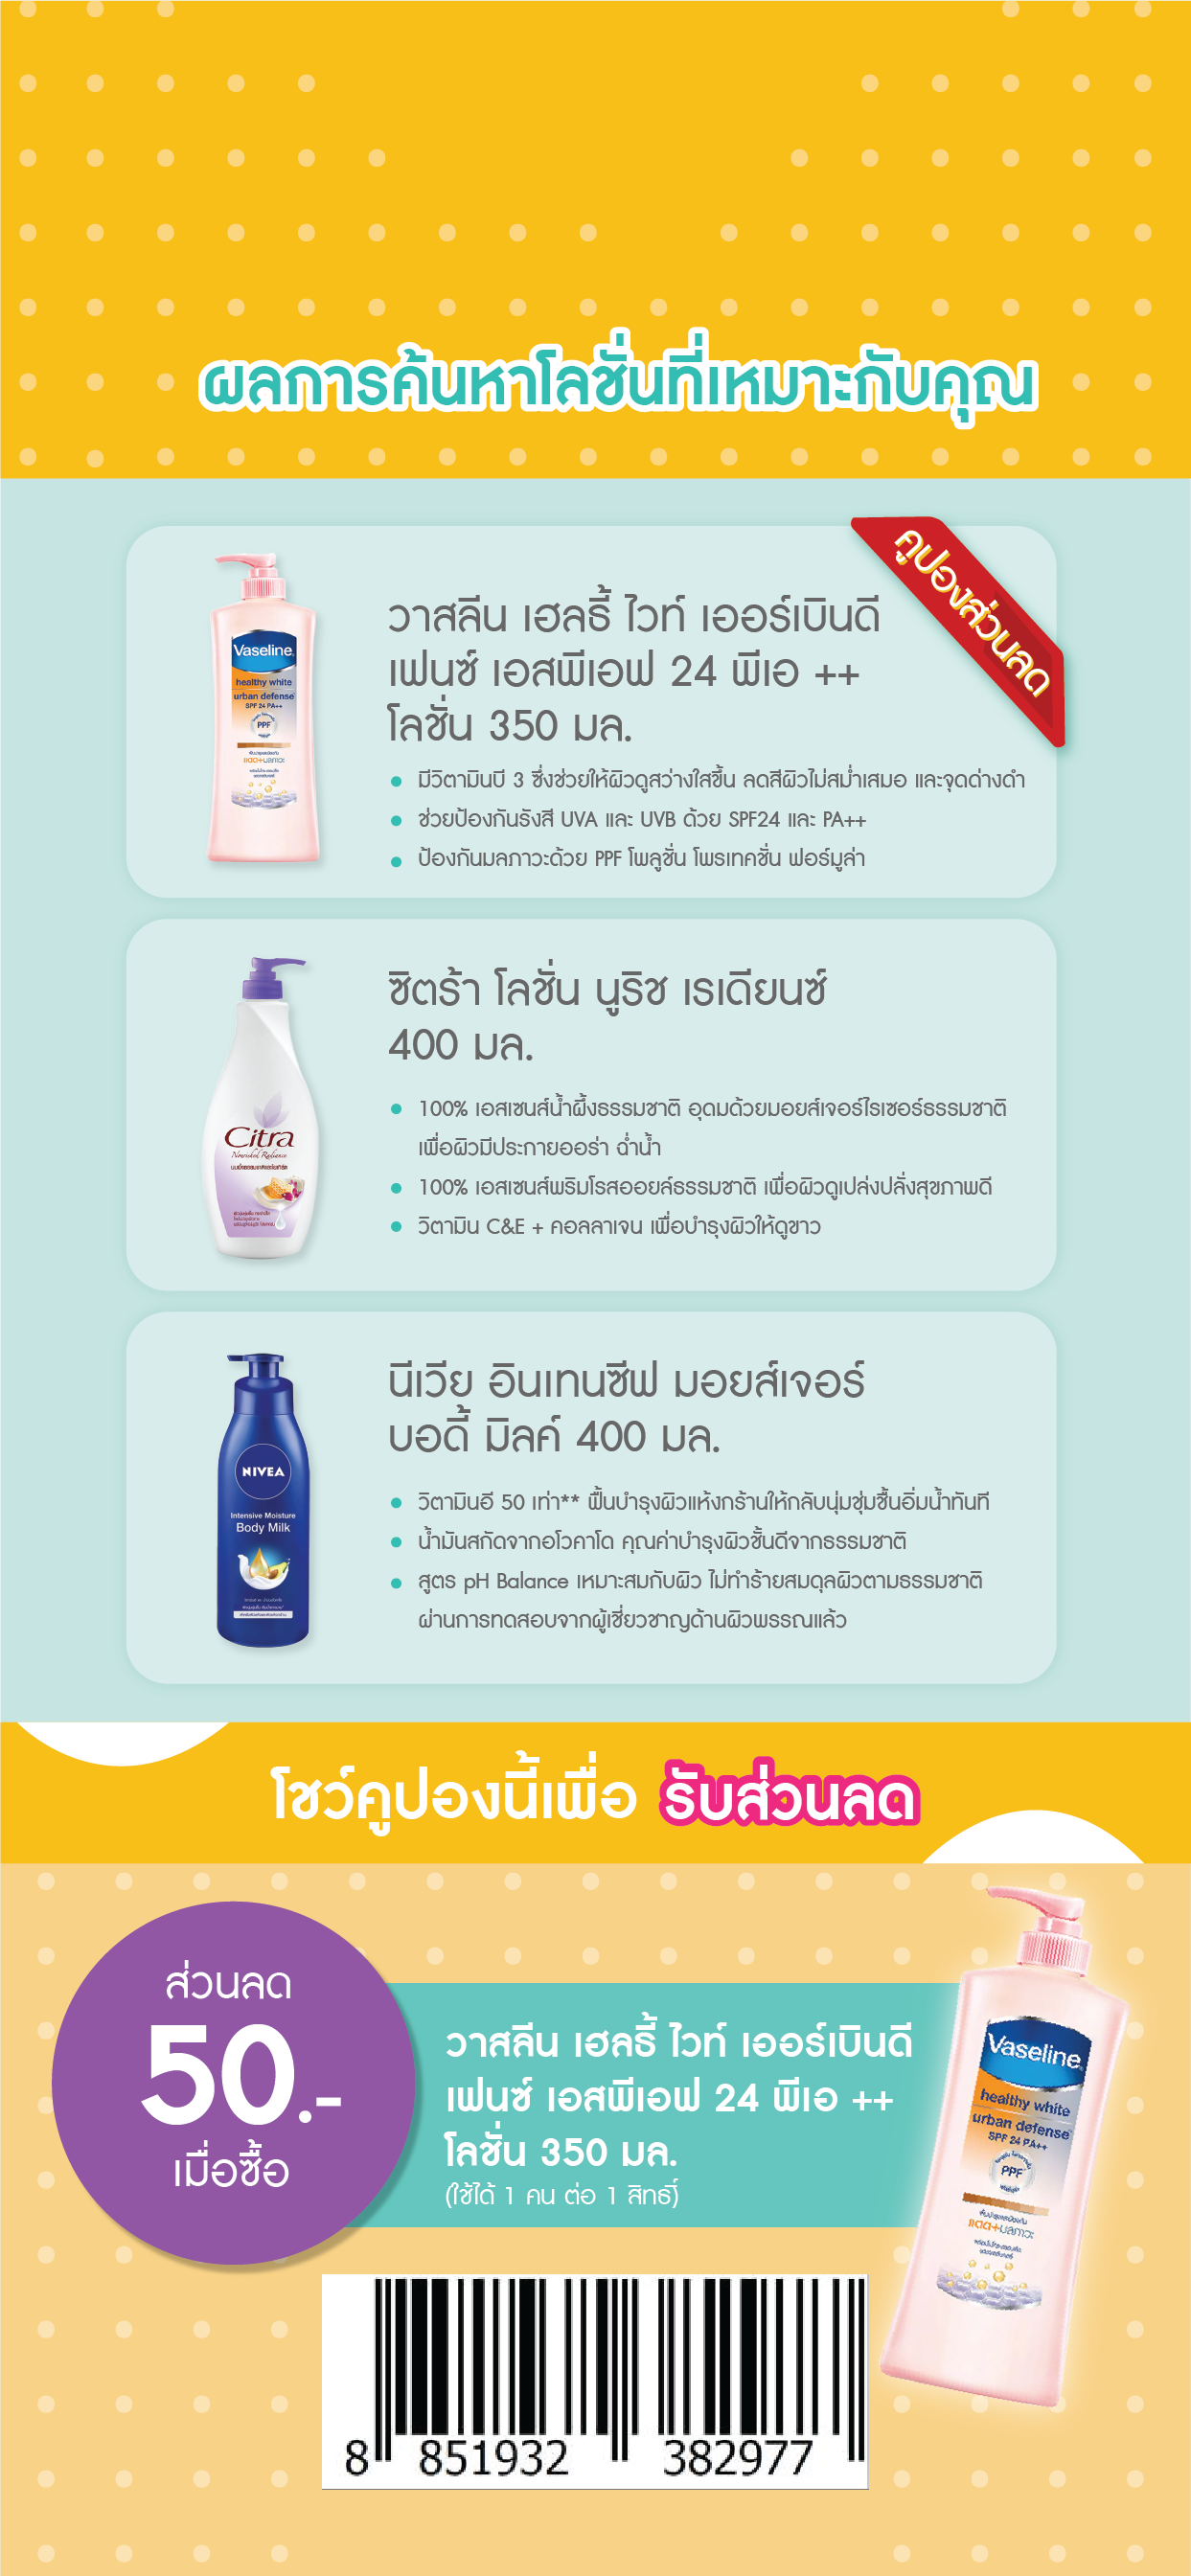 ผลการค้นหาโลชั่นที่เหมาะกับคุณ
คูปองส่วนลด
Vaseline
healthy white
urban defense
SPF 24 PA++
PPF
แดด+มลภาวะ
วาสลีน เฮลธี้ ไวท์ เออร์เบินดี
เฟนซ์ เอสพีเอฟ 24 พีเอ ++
โลชั่น 350 มล.
มีวิตามินบี 3 ซึ่งช่วยให้ผิวดูสว่างใสขึ้น ลดสีผิวไม่สม่ำเสมอ และจุดด่างดำ
ช่วยป้องกันรังสี UVA และ UVB ด้วย SPF24 และ PA++
ป้องกันมลภาวะด้วย PPF โพลูชั่น โพรเทคชั่น ฟอร์มูล่า
Citra
Nourished Radiance
ซิตร้า โลชั่น นูริช เรเดียนซ์
400 มล.
100% เอสเซนส์น้ำผึ้งธรรมชาติ อุดมด้วยมอยส์เจอร์ไรเซอร์ธรรมชาติ
เพื่อผิวมีประกายออร่า ฉ่ำน้ำ
100% เอสเซนส์พริมโรสออยล์ธรรมชาติ เพื่อผิวดูเปล่งปลั่งสุขภาพดี
วิตามิน C&E + คอลลาเจน เพื่อบำรุงผิวให้ดูขาว
NIVEA
Intensive Moisture
Body Milk
นีเวีย อินเทนซีฟ มอยส์เจอร์
บอดี้ มิลค์ 400 มล.
วิตามินอี 50 เท่า** ฟื้นบำรุงผิวแห้งกร้านให้กลับนุ่มชุ่มชื้นอิ่มน้ำทันที
น้ำมันสกัดจากอโวคาโด คุณค่าบำรุงผิวชั้นดีจากธรรมชาติ
สูตร pH Balance เหมาะสมกับผิว ไม่ทำร้ายสมดุลผิวตามธรรมชาติ
ผ่านการทดสอบจากผู้เชี่ยวชาญด้านผิวพรรณแล้ว
โชว์คูปองนี้เพื่อ รับส่วนลด
ส่วนลด
50.-
เมื่อซื้อ
วาสลีน เฮลธี้ ไวท์ เออร์เบินดี
เฟนซ์ เอสพีเอฟ 24 พีเอ ++
โลชั่น 350 มล.
(ใช้ได้ 1 คน ต่อ 1 สิทธิ์)
Vaseline
healthy white
urban defense
SPF 24 PA++
PPF
แดด+มลภาวะ
8 851932 382977